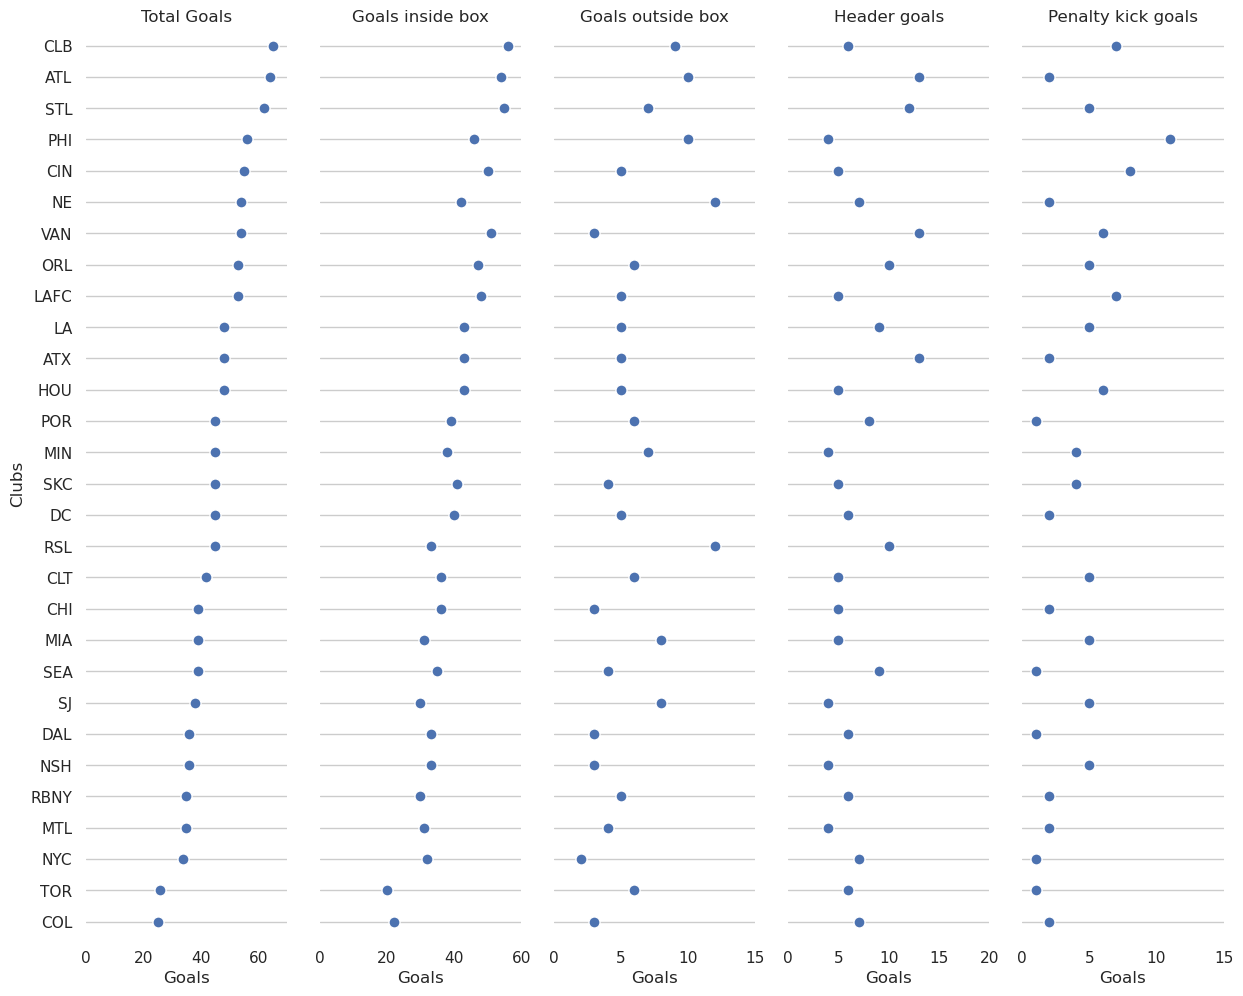 Total Goals
Goals inside box
Goals outside box
Header goals
Penalty kick goals
CLB
ATL
STL
PHI
CIN
NE
VAN
ORL
LAFC
LA
ATX
HOU
POR
MIN
SKC
DC
RSL
CLT
CHI
MIA
SEA
SJ
DAL
NSH
RBNY
MTL
NYC
TOR
COL
Clubs
0 20 40 60
0 20 40 60
0 5 10 15
0 5 10 15 20
0 5 10 15
Goals
Goals
Goals
Goals
Goals